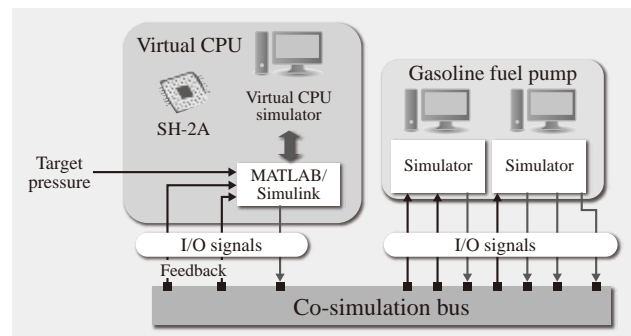 Virtual CPU
SH-2A
Virtual CPU
simulator
Target
pressure
MATLAB/
Simulink
I/O signals
Feedback
Gasoline fuel pump
Simulator
Simulator
I/O signals
Co-simulation bus